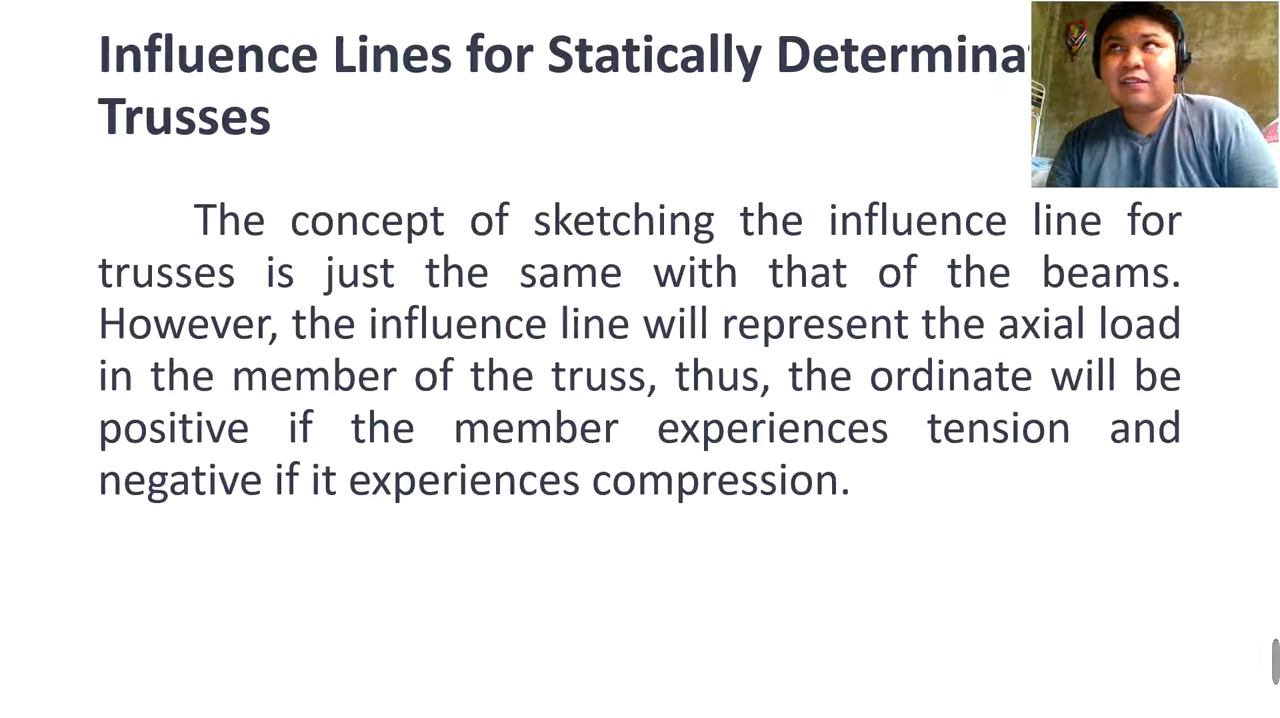 Influence Lines for Statically Determina
Trusses
The concept of sketching the influence line for
trusses is just the same with that of the beams.
However, the influence line will represent the axial load
in the member of the truss, thus, the ordinate will be
positive if the member experiences tension and
negative if it experiences compression.